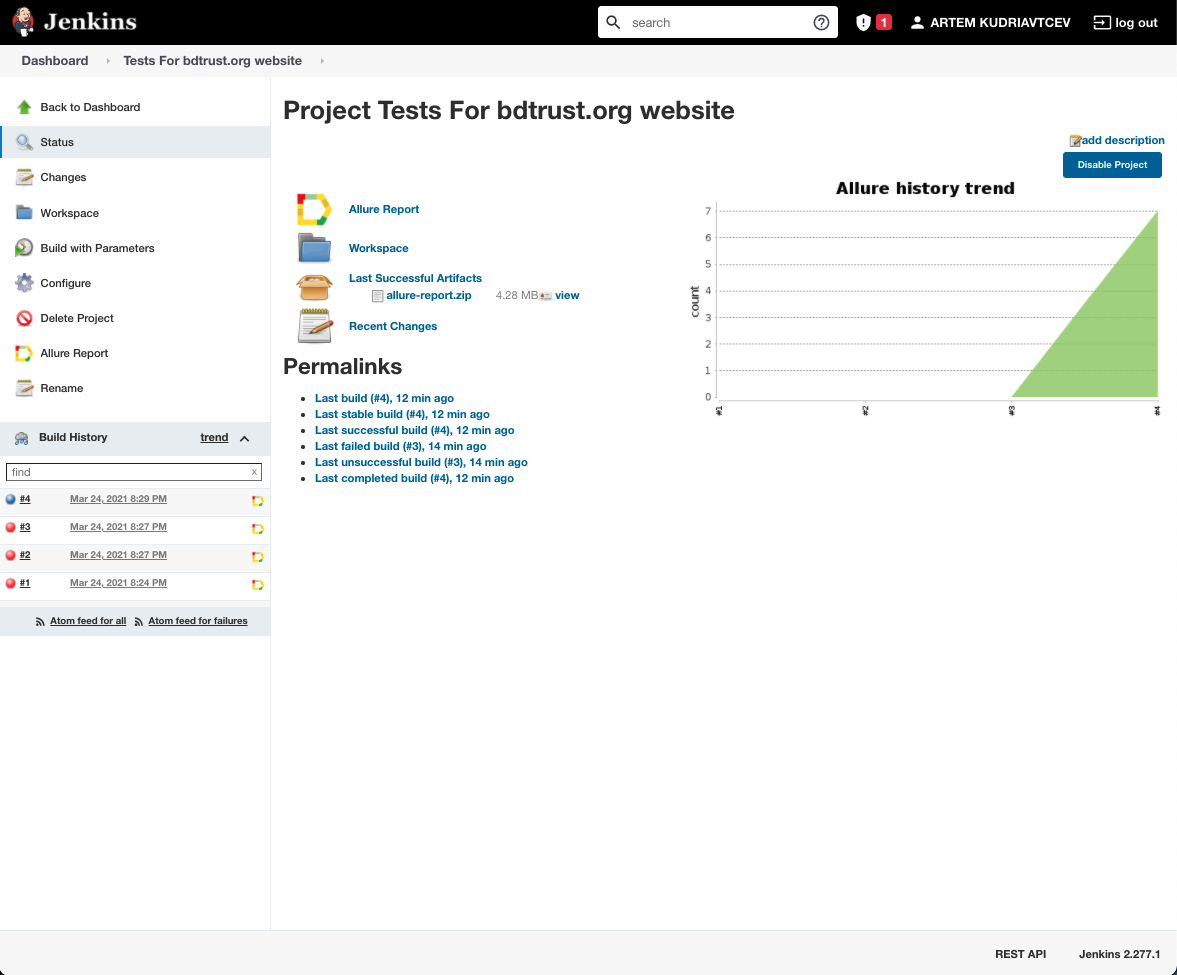 Jenkins
search
1
ARTEM KUDRIAVTCEV
log out
Dashboard
Tests For bdtrust.org website
Back to Dashboard
Status
Changes
Workspace
Build with Parameters
Configure
Delete Project
Allure Report
Rename
Build History
trend
find
x
#4 Mar 24, 2021 8:29 PM
#3 Mar 24, 2021 8:27 PM
#2 Mar 24, 2021 8:27 PM
#1 Mar 24, 2021 8:24 PM
Atom feed for all Atom feed for failures
Project Tests For bdtrust.org website
add description
Disable Project
Allure Report
Workspace
Last Successful Artifacts
allure-report.zip 4.28 MB view
Recent Changes
Permalinks
Last build (#4), 12 min ago
Last stable build (#4), 12 min ago
Last successful build (#4), 12 min ago
Last failed build (#3), 14 min ago
Last unsuccessful build (#3), 14 min ago
Last completed build (#4), 12 min ago
Allure history trend
count
7
6
5
4
3
2
1
0
#1 #2 #3 #4
REST API
Jenkins 2.277.1